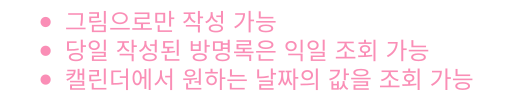 • 그림으로만 작성 가능
• 당일 작성된 방명록은 익일 조회 가능
• 캘린더에서 원하는 날짜의 값을 조회 가능